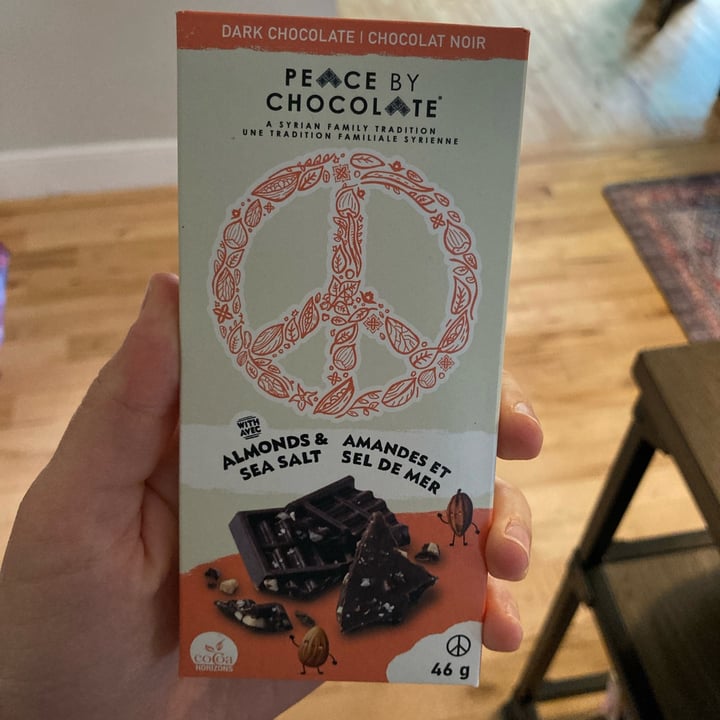 DARK CHOCOLATE | CHOCOLAT NOIR
PEACE BY
CHOCOLATE®
A SYRIAN FAMILY TRADITION
UNE TRADITION FAMILIALE SYRIENNE
WITH
AVEC
ALMONDS &
SEA SALT
AMANDES ET
SEL DE MER
cocoa
HORIZONS
46 g